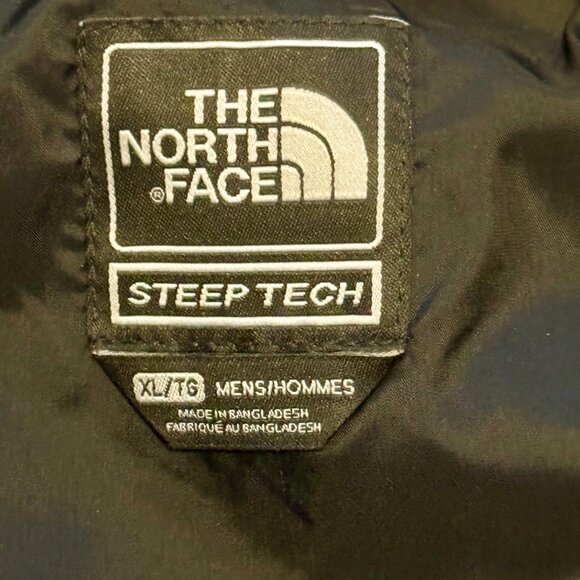 THE
NORTH
® FACE
STEEP TECH
XL/TG MENS/HOMMES
MADE IN BANGLADESH
FABRIQUÉ AU BANGLADESH